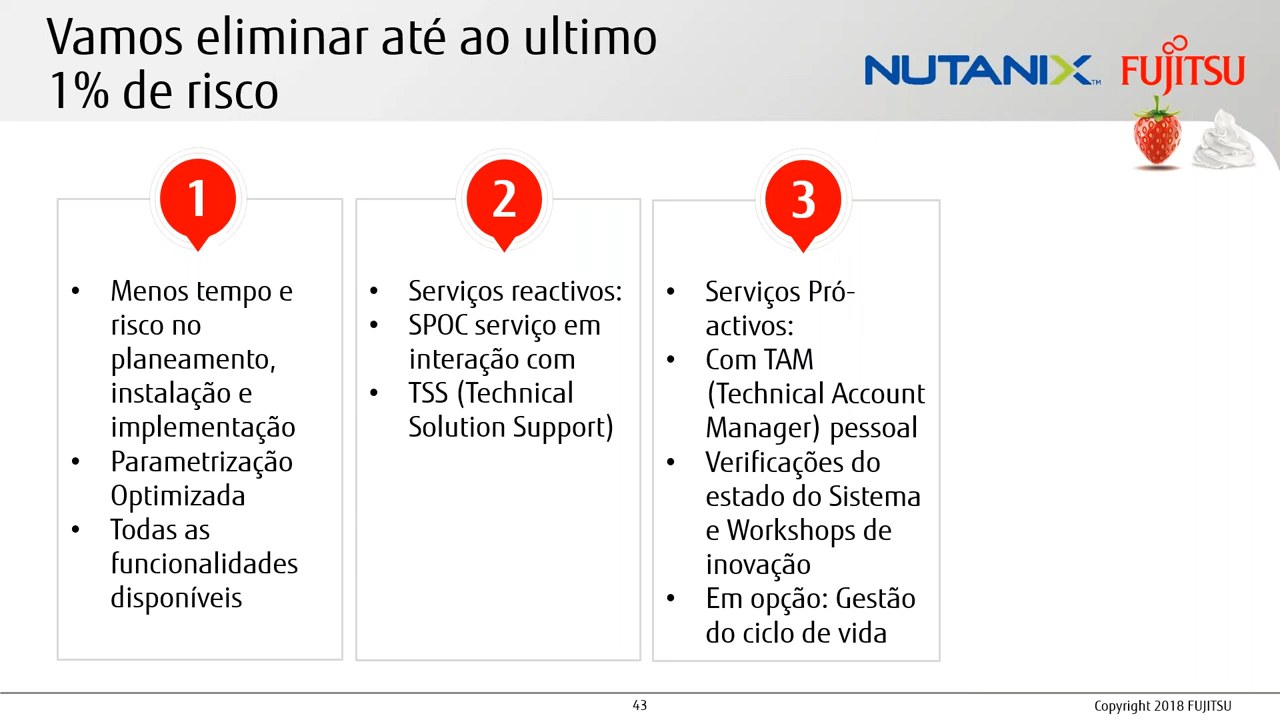 Vamos eliminar até ao ultimo
1% de risco
NUTANIX™
FUJITSU
1
• Menos tempo e
risco no
planeamento,
instalação e
implementação
• Parametrização
Optimizada
• Todas as
funcionalidades
disponíveis
2
• Serviços reactivos:
• SPOC serviço em
interação com
• TSS (Technical
Solution Support)
3
• Serviços Pró-
activos:
• Com TAM
(Technical Account
Manager) pessoal
• Verificações do
estado do Sistema
e Workshops de
inovação
• Em opção: Gestão
do ciclo de vida
43
Copyright 2018 FUJITSU